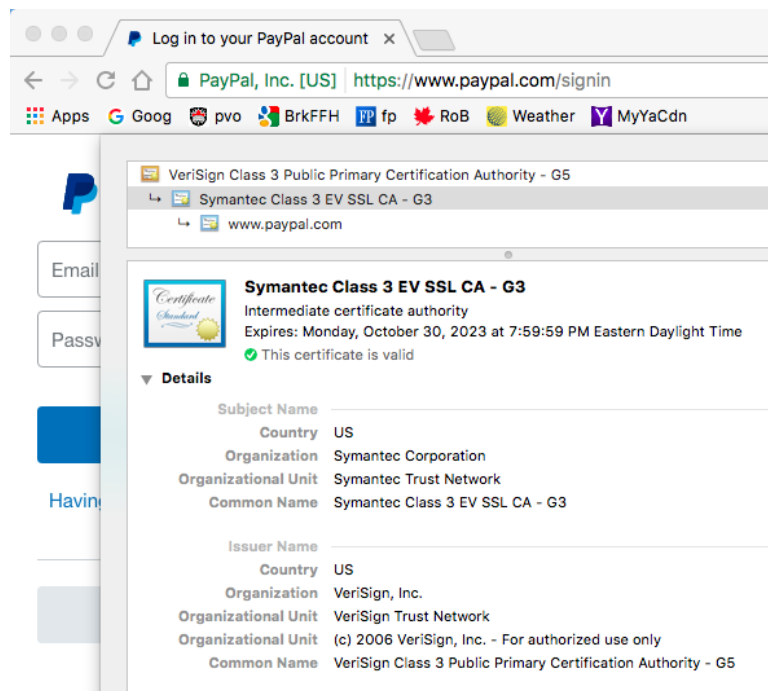 Log in to your PayPal account ×
PayPal, Inc. [US] https://www.paypal.com/signin
Apps G Goog pvo BrkFFH FP fp RoB Weather Y MyYaCdn
VeriSign Class 3 Public Primary Certification Authority - G5
↳ Symantec Class 3 EV SSL CA - G3
↳ www.paypal.com
Email
Passw
Having
Certificate
Standard
Symantec Class 3 EV SSL CA - G3
Intermediate certificate authority
Expires: Monday, October 30, 2023 at 7:59:59 PM Eastern Daylight Time
This certificate is valid
▼ Details
Subject Name
Country US
Organization Symantec Corporation
Organizational Unit Symantec Trust Network
Common Name Symantec Class 3 EV SSL CA - G3
Issuer Name
Country US
Organization VeriSign, Inc.
Organizational Unit VeriSign Trust Network
Organizational Unit (c) 2006 VeriSign, Inc. - For authorized use only
Common Name VeriSign Class 3 Public Primary Certification Authority - G5